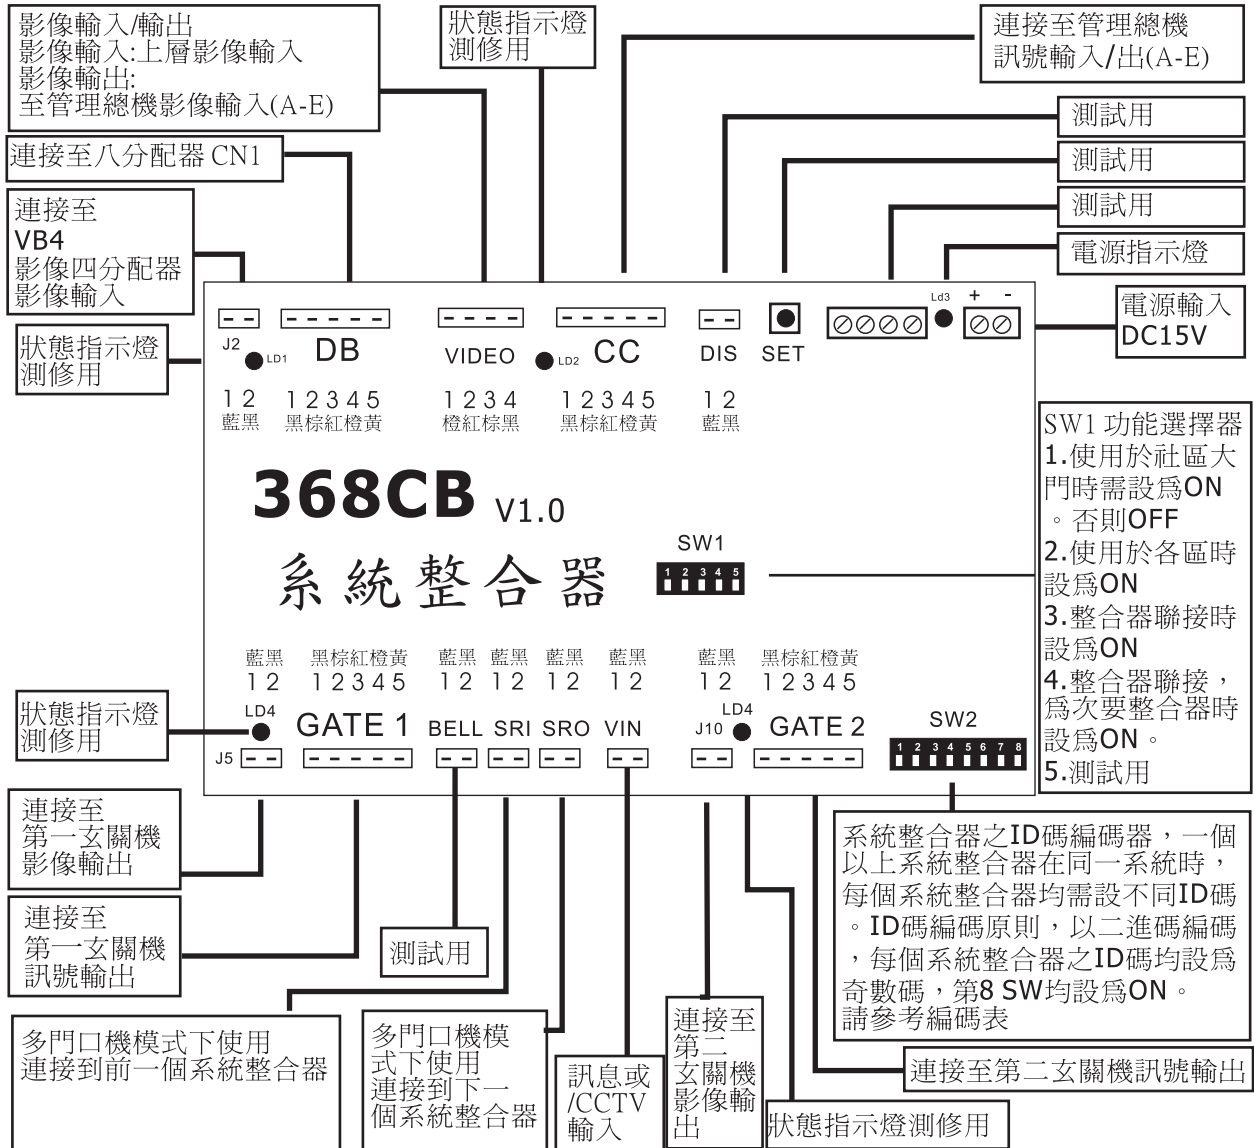 影像輸入/輸出
影像輸入:上層影像輸入
影像輸出:
至管理總機影像輸入(A-E)
狀態指示燈
測修用
連接至管理總機
訊號輸入/出(A-E)
測試用
連接至八分配器 CN1
測試用
測試用
連接至
VB4
影像四分配器
影像輸入
電源指示燈
電源輸入
DC15V
狀態指示燈
測修用
Ld3
+ -
J2
LD1
DB
VIDEO
LD2
CC
DIS
SET
1 2
1 2 3 4 5
1 2 3 4
1 2 3 4 5
1 2
藍黑
黑棕紅橙黃
橙紅棕黑
黑棕紅橙黃
藍黑
368CB V1.0
系統整合器
SW1
1 2 3 4 5
SW1 功能選擇器
1.使用於社區大
門時需設爲ON
。否則OFF
2.使用於各區時
設爲ON
3.整合器聯接時
設爲ON
4.整合器聯接，
爲次要整合器時
設爲ON。
5.測試用
藍黑
黑棕紅橙黃
藍黑
藍黑
藍黑
藍黑
藍黑
黑棕紅橙黃
1 2
1 2 3 4 5
1 2
1 2
1 2
1 2
1 2
1 2 3 4 5
狀態指示燈
測修用
LD4
GATE 1
BELL
SRI
SRO
VIN
LD4
J10
GATE 2
SW2
J5
1 2 3 4 5 6 7 8
連接至
第一玄關機
影像輸出
連接至
第一玄關機
訊號輸出
測試用
系統整合器之ID碼編碼器，一個
以上系統整合器在同一系統時，
每個系統整合器均需設不同ID碼
。ID碼編碼原則，以二進碼編碼
，每個系統整合器之ID碼均設爲
奇數碼，第8 SW均設爲ON。
請參考編碼表
多門口機模式下使用
連接到前一個系統整合器
多門口機模
式下使用
連接到下一
個系統整合器
訊息或
/CCTV
輸入
連接至
第二
玄關機
影像輸
出
連接至第二玄關機訊號輸出
狀態指示燈測修用